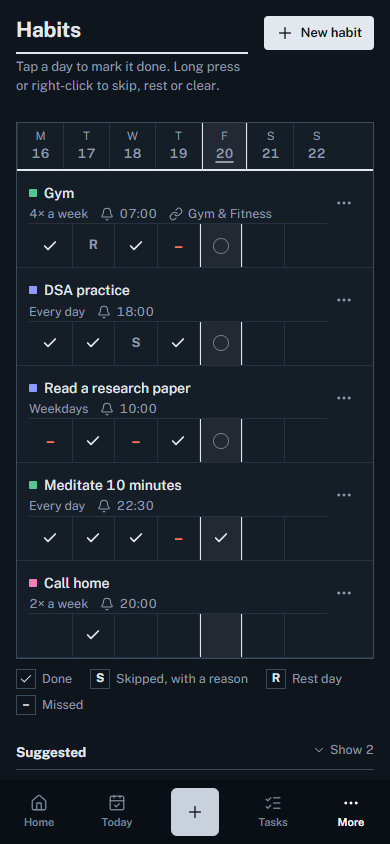 Habits
+ New habit
Tap a day to mark it done. Long press
or right-click to skip, rest or clear.
M T W T F S S
16 17 18 19 20 21 22
Gym
4× a week 07:00 Gym & Fitness
✓ R ✓ –
DSA practice
Every day 18:00
✓ ✓ S ✓
Read a research paper
Weekdays 10:00
– ✓ – ✓
Meditate 10 minutes
Every day 22:30
✓ ✓ ✓ – ✓
Call home
2× a week 20:00
✓
✓ Done S Skipped, with a reason R Rest day
– Missed
Suggested Show 2
Home Today + Tasks More